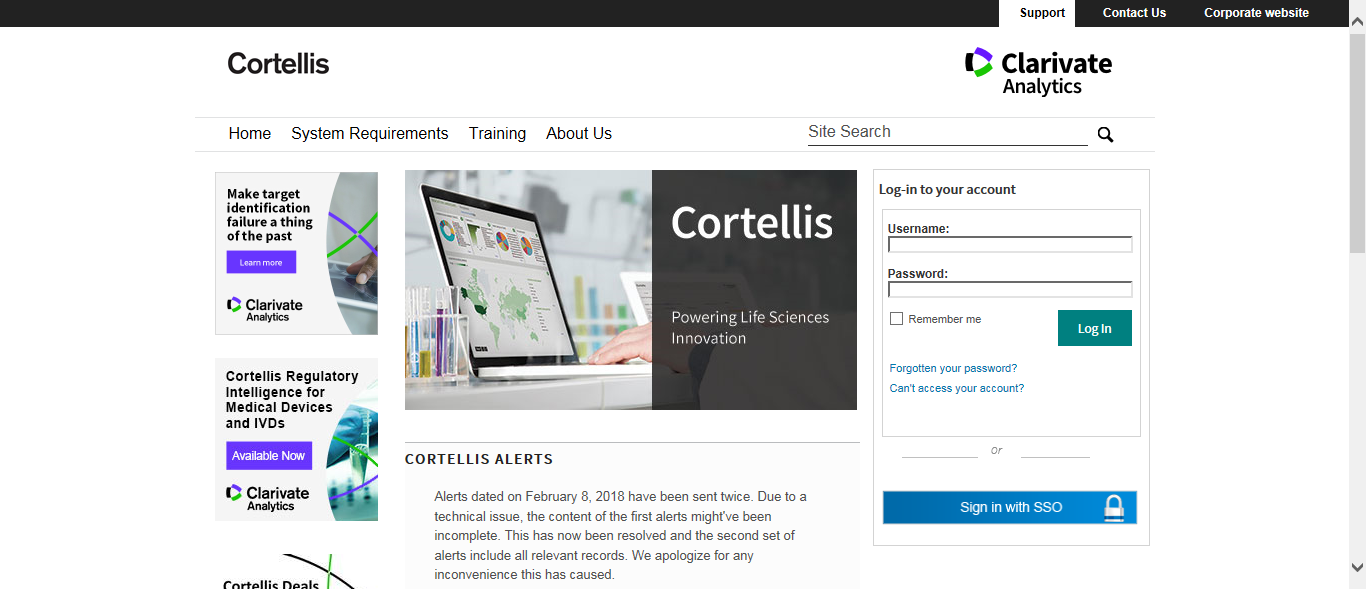 Support
Contact Us
Corporate website
Cortellis
Clarivate
Analytics
Home
System Requirements
Training
About Us
Site Search
Make target
identification
failure a thing
of the past
Learn more
Clarivate
Analytics
Cortellis Regulatory
Intelligence for
Medical Devices
and IVDs
Available Now
Clarivate
Analytics
Cortellis Deals
Cortellis
Powering Life Sciences
Innovation
CORTELLIS ALERTS
Alerts dated on February 8, 2018 have been sent twice. Due to a
technical issue, the content of the first alerts might've been
incomplete. This has now been resolved and the second set of
alerts include all relevant records. We apologize for any
inconvenience this has caused.
Log-in to your account
Username:
Password:
Remember me
Log In
Forgotten your password?
Can't access your account?
or
Sign in with SSO